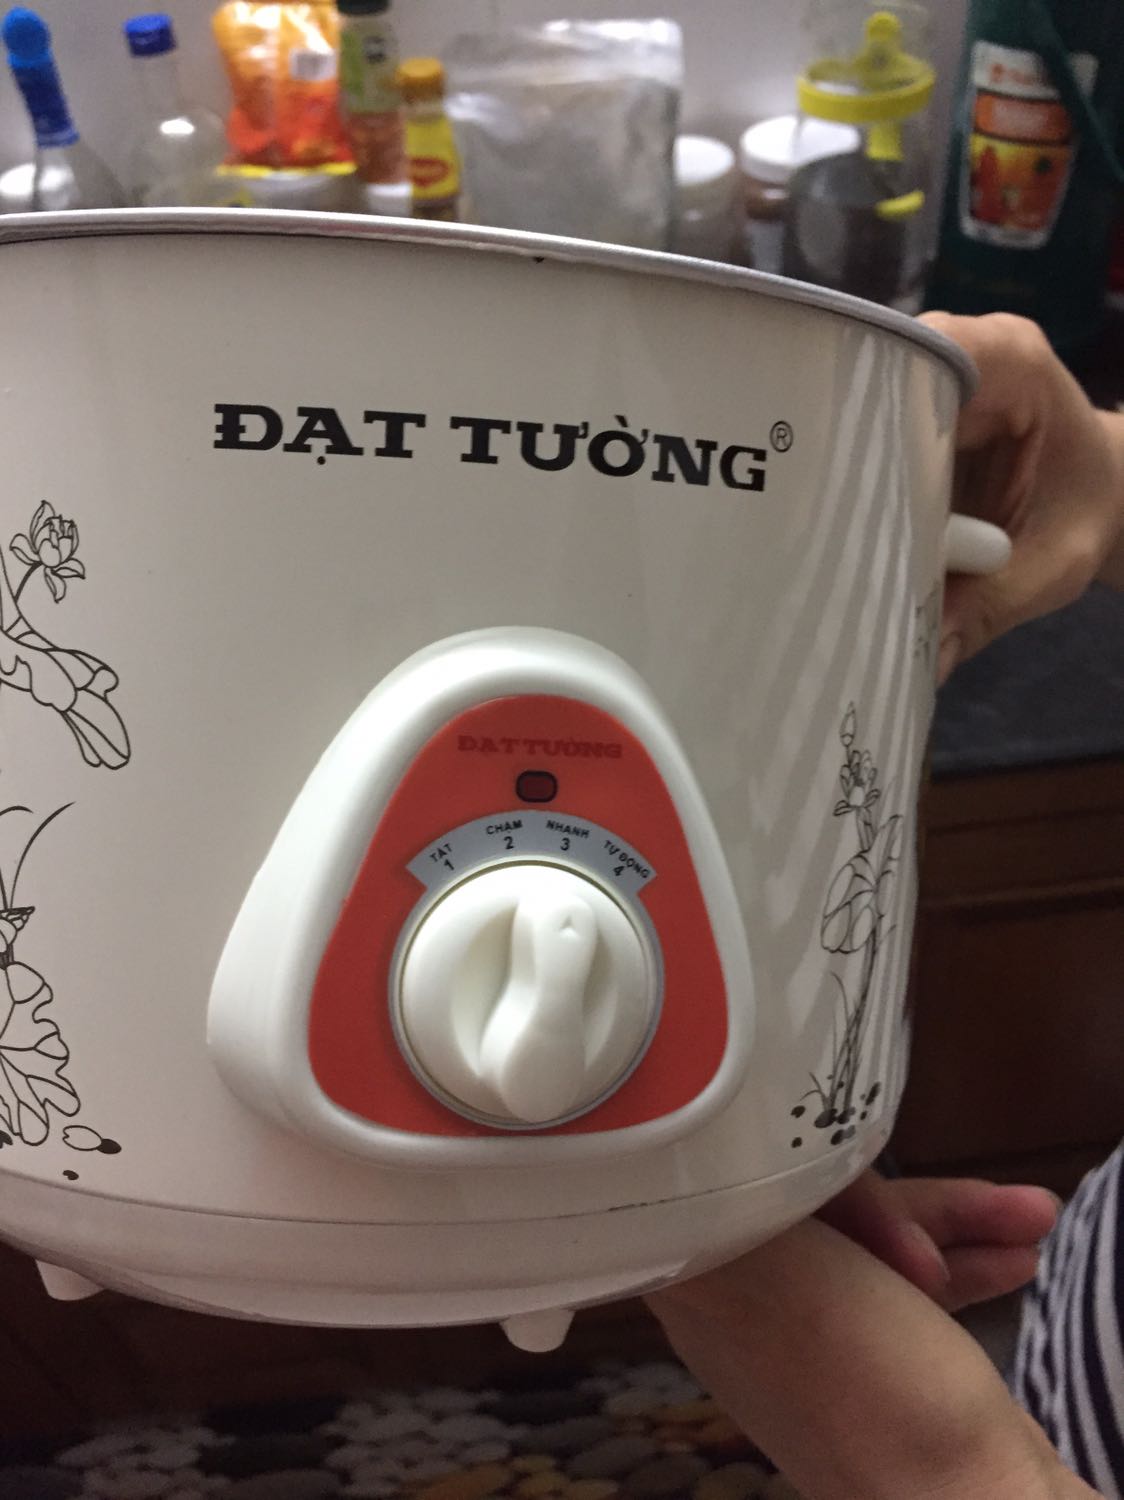 ĐẠT TƯỜNG ®
ĐẠT TƯỜNG
TẮT CHẬM NHANH TỰ ĐỘNG
1 2 3 4